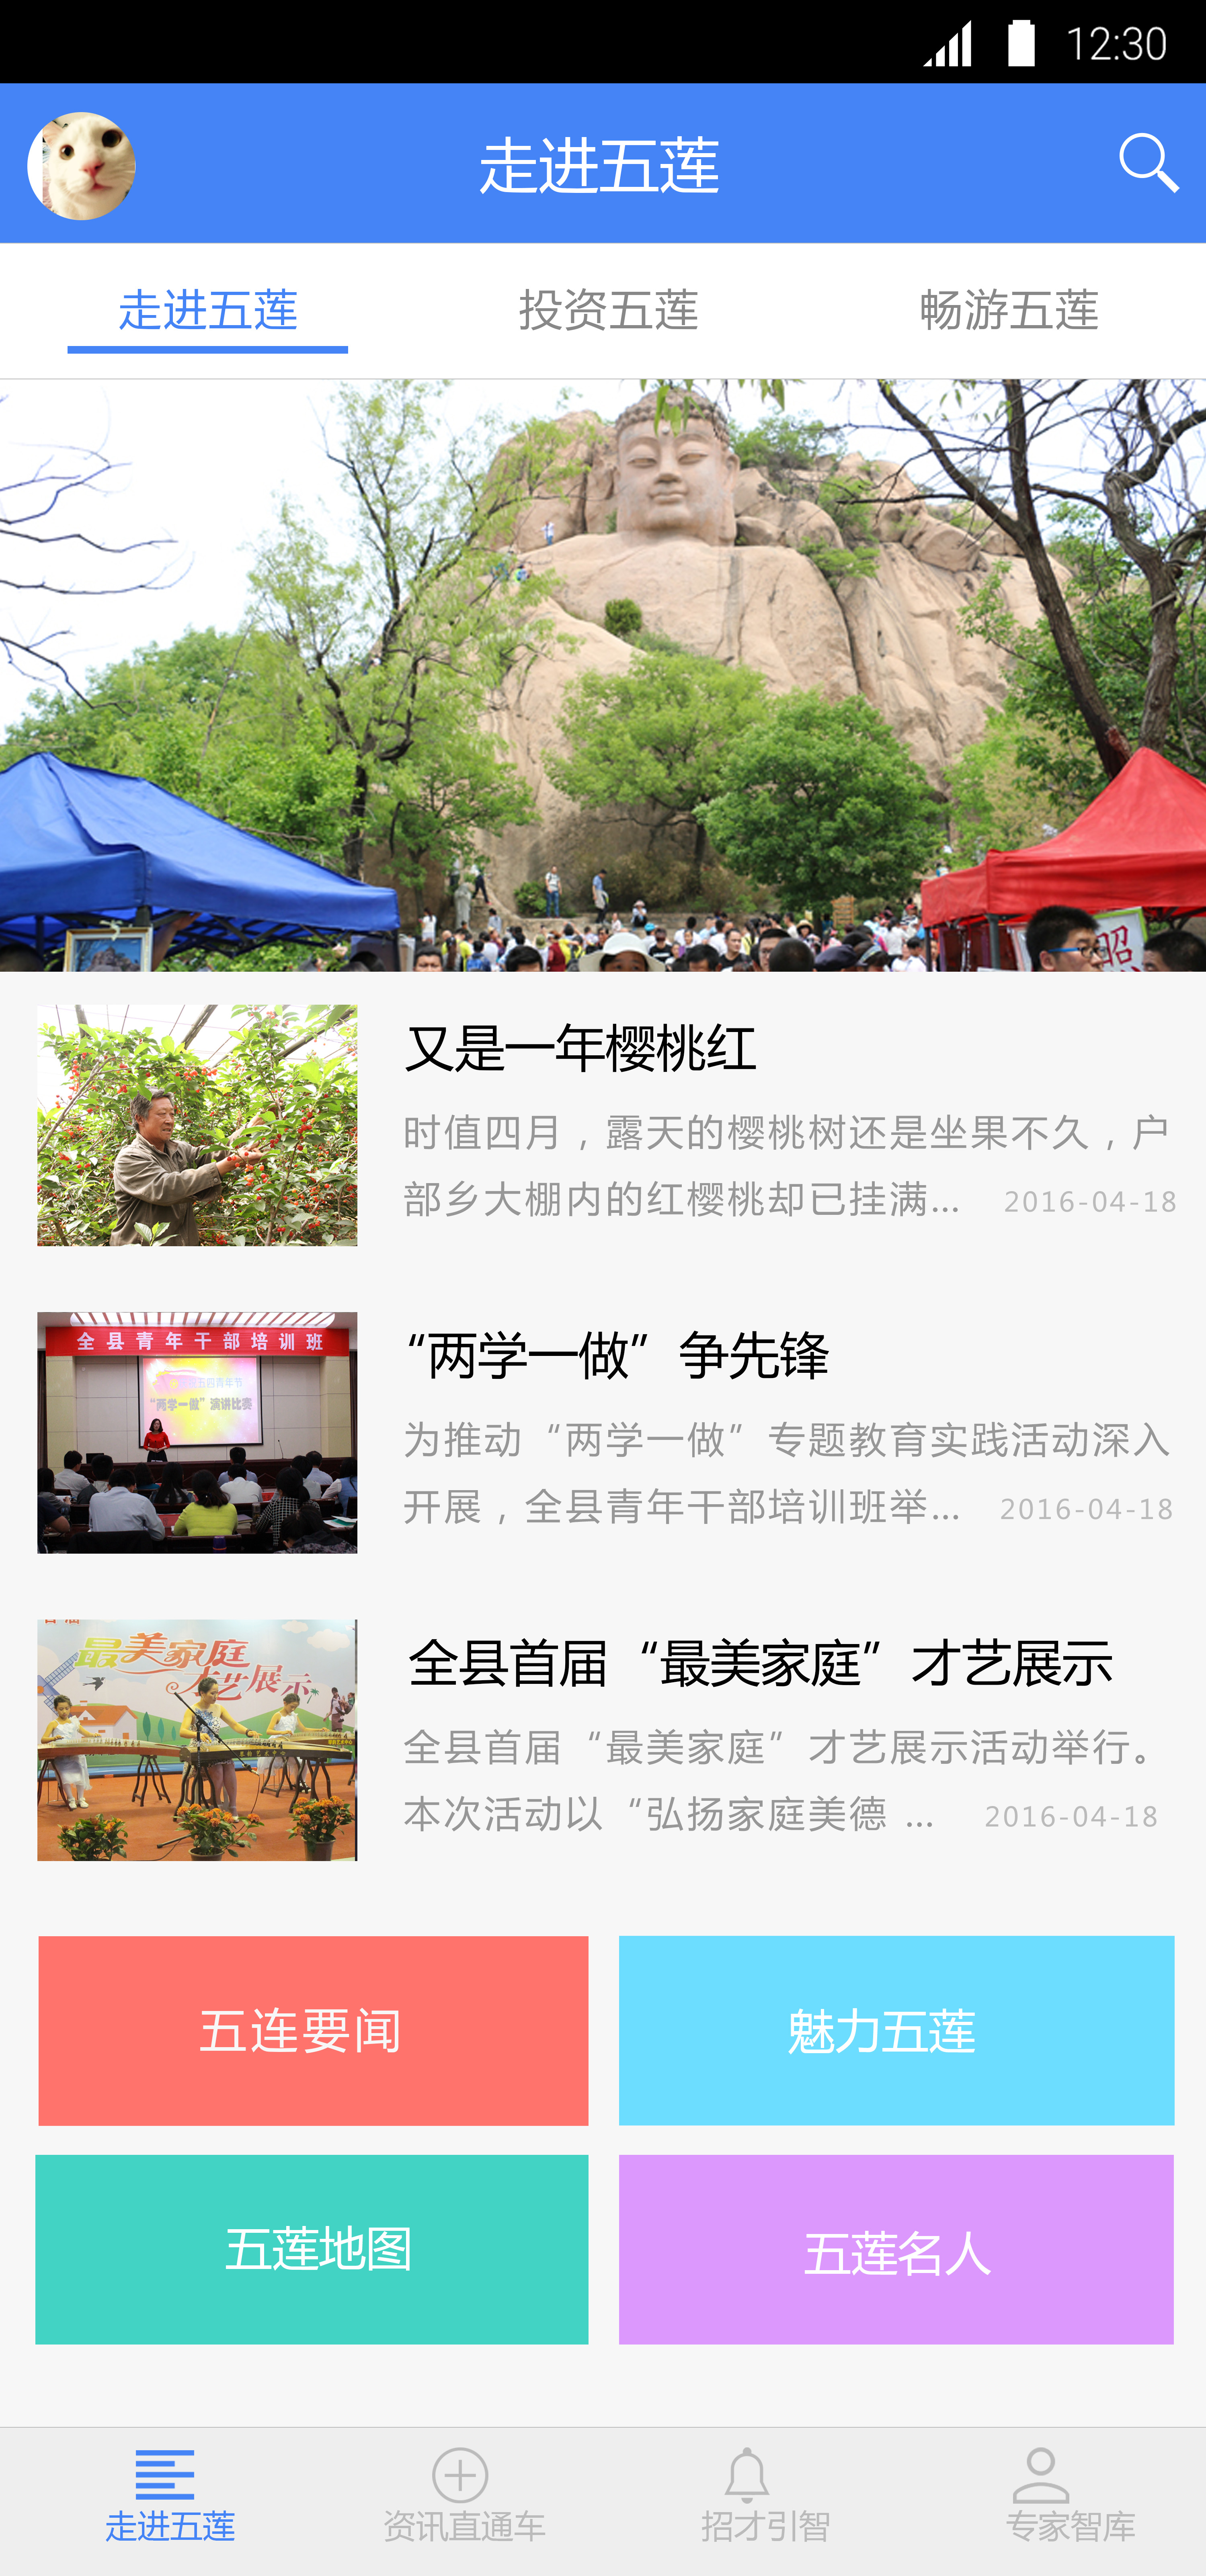 12:30
走进五莲
走进五莲
投资五莲
畅游五莲
照
又是一年樱桃红
时值四月，露天的樱桃树还是坐果不久，户
部乡大棚内的红樱桃却已挂满...
2016-04-18
全县青年干部培训班
五四青年节
“两学一做”演讲比赛
“两学一做”争先锋
为推动“两学一做”专题教育实践活动深入
开展，全县青年干部培训班举...
2016-04-18
最美家庭
才艺展示
全县首届“最美家庭”才艺展示
全县首届“最美家庭”才艺展示活动举行。
本次活动以“弘扬家庭美德 ...
2016-04-18
五连要闻
魅力五莲
五莲地图
五莲名人
走进五莲
资讯直通车
招才引智
专家智库